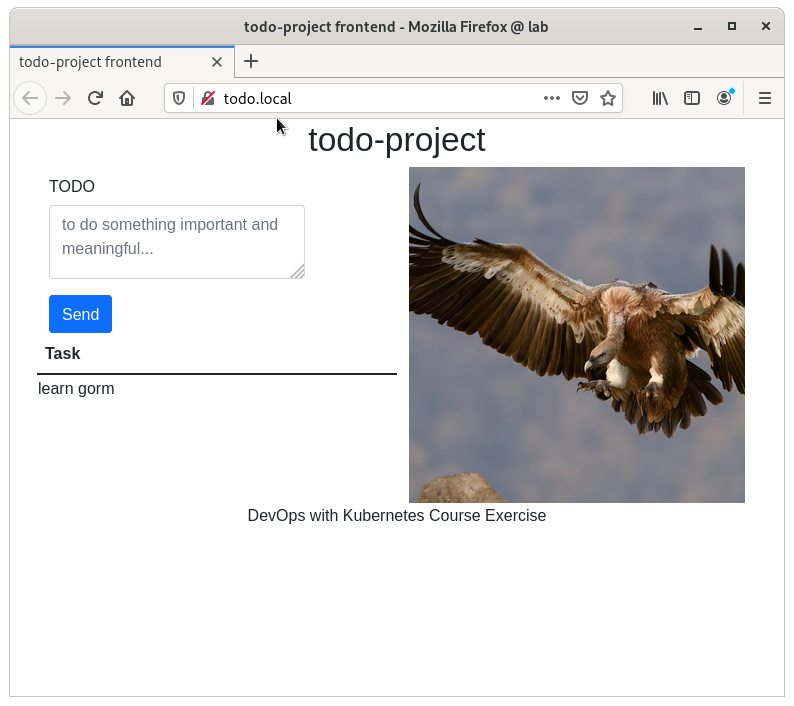 todo-project frontend - Mozilla Firefox @ lab
todo-project frontend
todo.local
todo-project
TODO
to do something important and
meaningful...
Send
Task
learn gorm
DevOps with Kubernetes Course Exercise